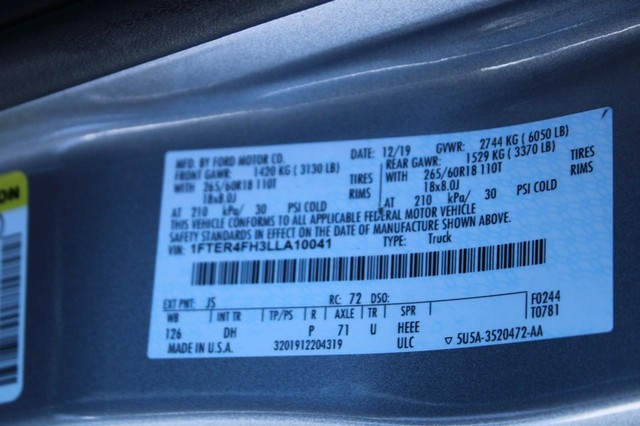 MFD. BY FORD MOTOR CO.
DATE: 12/19 GVWR: 2744 KG ( 6050 LB)
FRONT GAWR: 1420 KG ( 3130 LB) REAR GAWR: 1529 KG ( 3370 LB)
WITH 265/60R18 110T TIRES WITH 265/60R18 110T TIRES
18x8.0J RIMS 18x8.0J RIMS
AT 210 kPa/ 30 PSI COLD AT 210 kPa/ 30 PSI COLD
THIS VEHICLE CONFORMS TO ALL APPLICABLE FEDERAL MOTOR VEHICLE
SAFETY STANDARDS IN EFFECT ON THE DATE OF MANUFACTURE SHOWN ABOVE.
VIN: 1FTER4FH3LLA10041 TYPE: Truck
EXT PNT: JS RC: 72 DSO: F0244
WB INT TR TP/PS R AXLE TR SPR T0781
126 DH P 71 U HEEE
MADE IN U.S.A. 3201912204319 ULC ▽ 5U5A-3520472-AA
ON